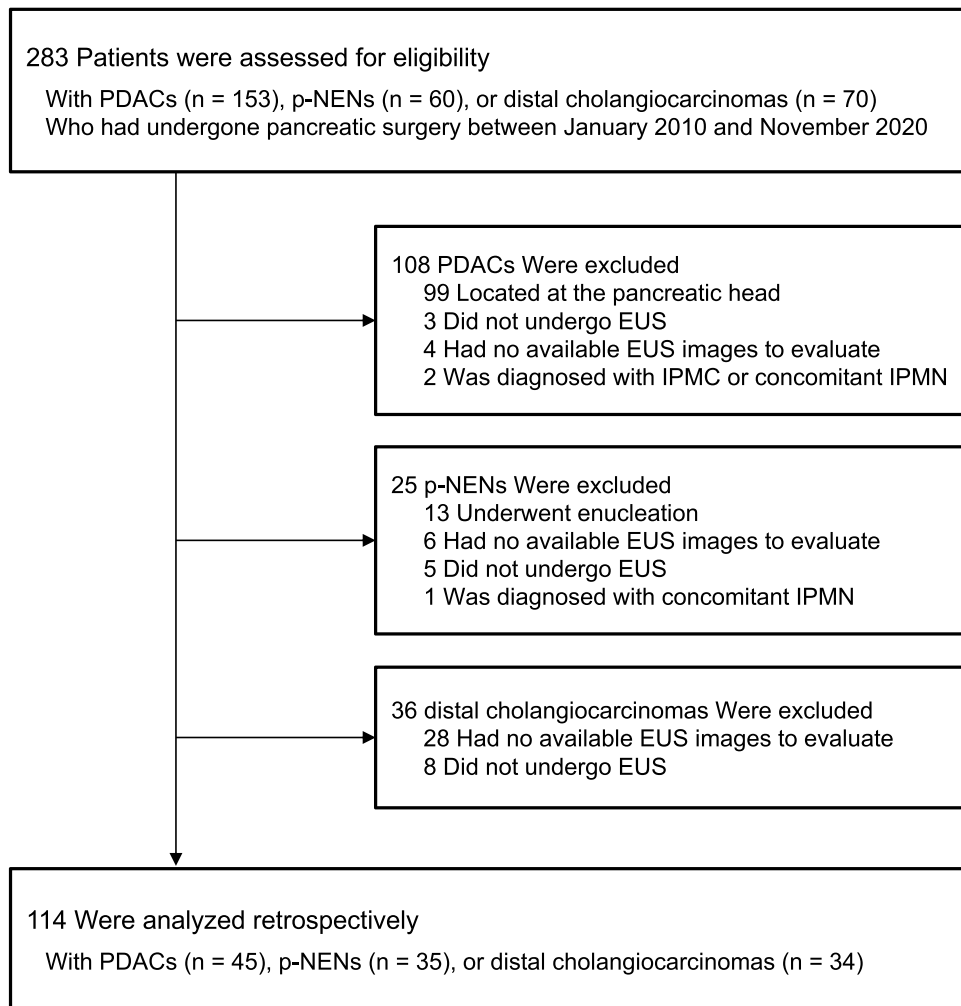 283 Patients were assessed for eligibility
With PDACs (n = 153), p-NENs (n = 60), or distal cholangiocarcinomas (n = 70)
Who had undergone pancreatic surgery between January 2010 and November 2020
108 PDACs Were excluded
99 Located at the pancreatic head
3 Did not undergo EUS
4 Had no available EUS images to evaluate
2 Was diagnosed with IPMC or concomitant IPMN
25 p-NENs Were excluded
13 Underwent enucleation
6 Had no available EUS images to evaluate
5 Did not undergo EUS
1 Was diagnosed with concomitant IPMN
36 distal cholangiocarcinomas Were excluded
28 Had no available EUS images to evaluate
8 Did not undergo EUS
114 Were analyzed retrospectively
With PDACs (n = 45), p-NENs (n = 35), or distal cholangiocarcinomas (n = 34)